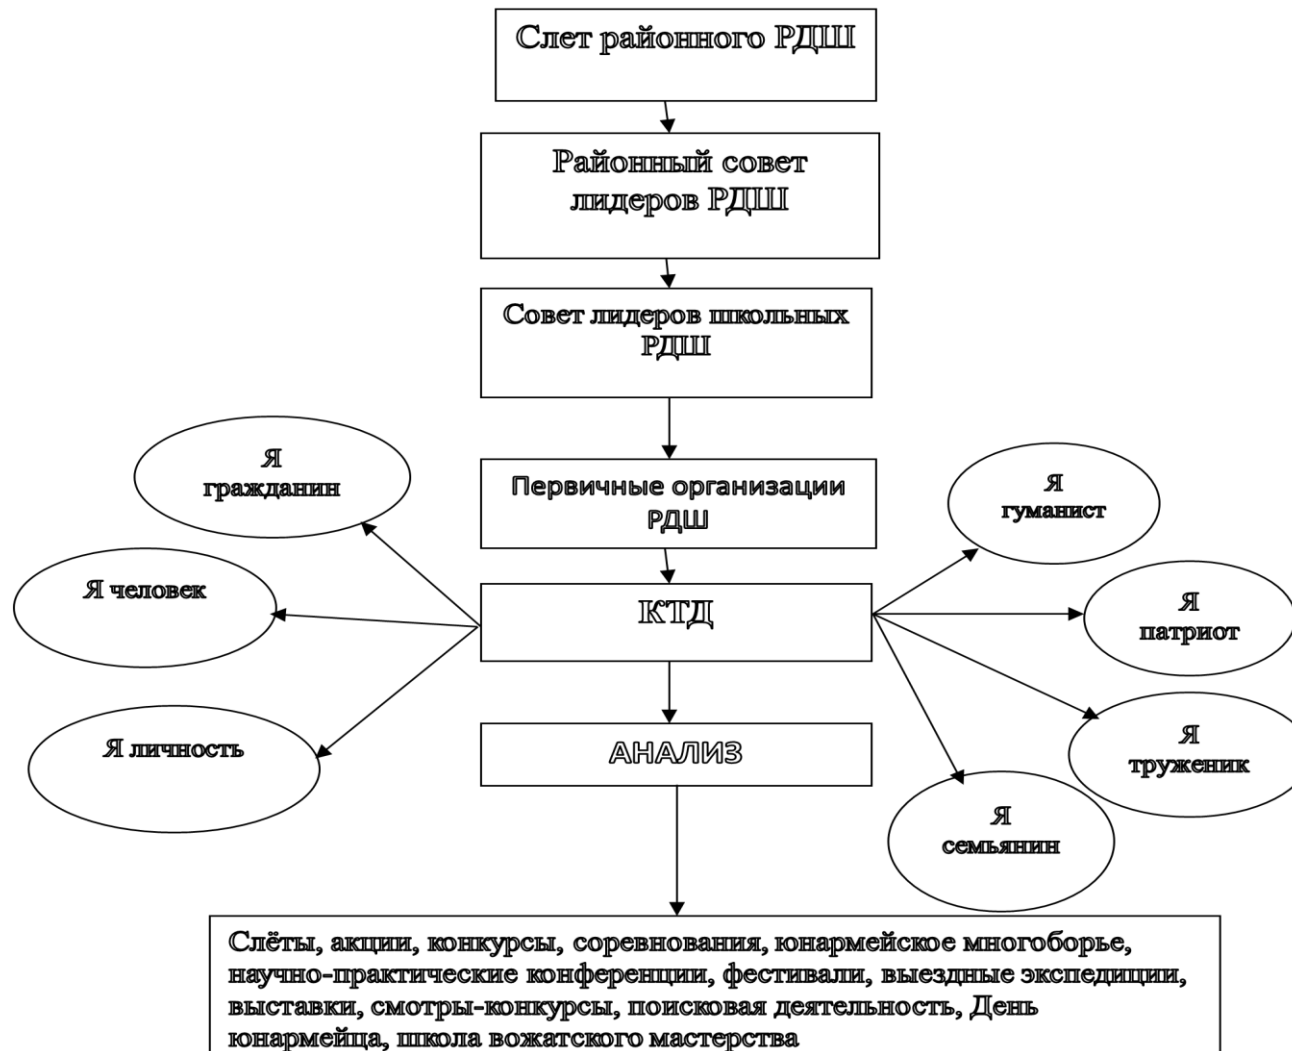 Слет районного РДШ
Районный совет
лидеров РДШ
Совет лидеров школьных
РДШ
Я
гражданин
Первичные организации
РДШ
Я
гуманист
Я человек
КТД
Я
патриот
Я личность
АНАЛИЗ
Я
труженик
Я
семьянин
Слёты, акции, конкурсы, соревнования, юнармейское многоборье,
научно-практические конференции, фестивали, выездные экспедиции,
выставки, смотры-конкурсы, поисковая деятельность, День
юнармейца, школа вожатского мастерства